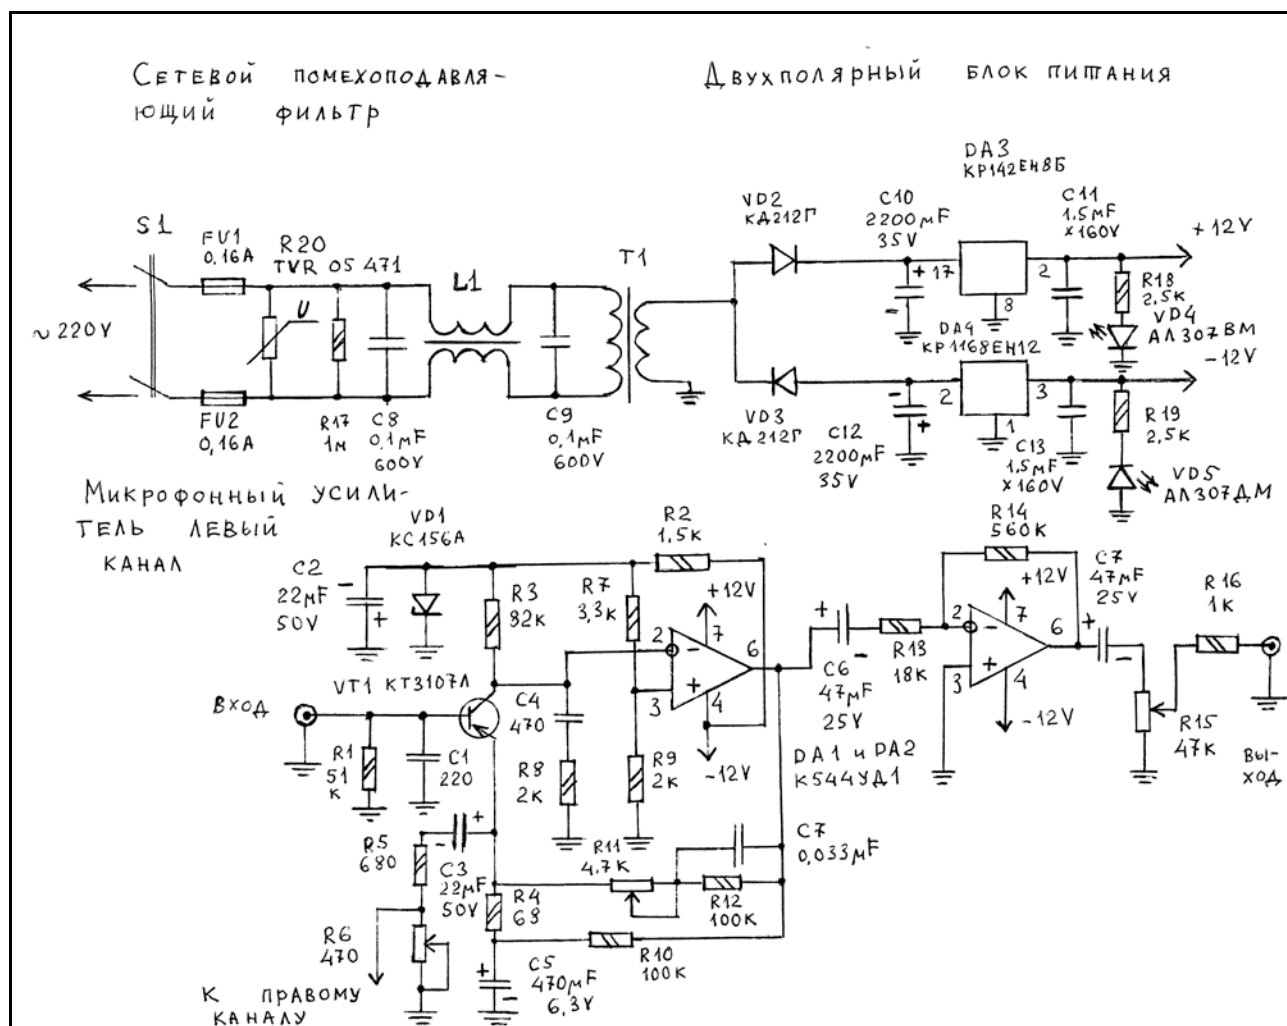 Сетевой помехоподавля-
ющий фильтр
Двухполярный блок питания
S1
FU1
0,16А
R20
TVR 05 471
U
L1
T1
~220V
FU2
0,16А
R17
1м
C8
0,1мF
600V
C9
0,1мF
600V
VD2
КД212Г
C10
2200мF
35V
DA3
КР142ЕН8Б
C11
1.5мF
×160V
+12V
17
2
8
R18
2.5к
VD4
АЛ307ВМ
DA4
КР1168ЕН12
-12V
VD3
КД212Г
C12
2200мF
35V
2
3
1
C13
1,5мF
×160V
R19
2,5к
VD5
АЛ307ДМ
Микрофонный усили-
тель левый
канал
VD1
КС156А
C2
22мF
50V
R3
82к
R7
3,3к
R2
1,5к
+12V
7
2
6
3
4
-12V
VT1 КТ3107Л
Вход
R1
51
к
C1
220
C4
470
R8
2к
R9
2к
C6
47мF
25V
R13
18к
R14
560к
+12V
7
2
6
3
4
-12V
C7
47мF
25V
R16
1к
R15
47к
Вы-
ход
DA1 и DA2
К544УД1
R5
680
C3
22мF
50V
R11
4.7к
C7
0,033мF
R4
68
R12
100к
R6
470
R10
100к
C5
470мF
6,3V
К правому
каналу